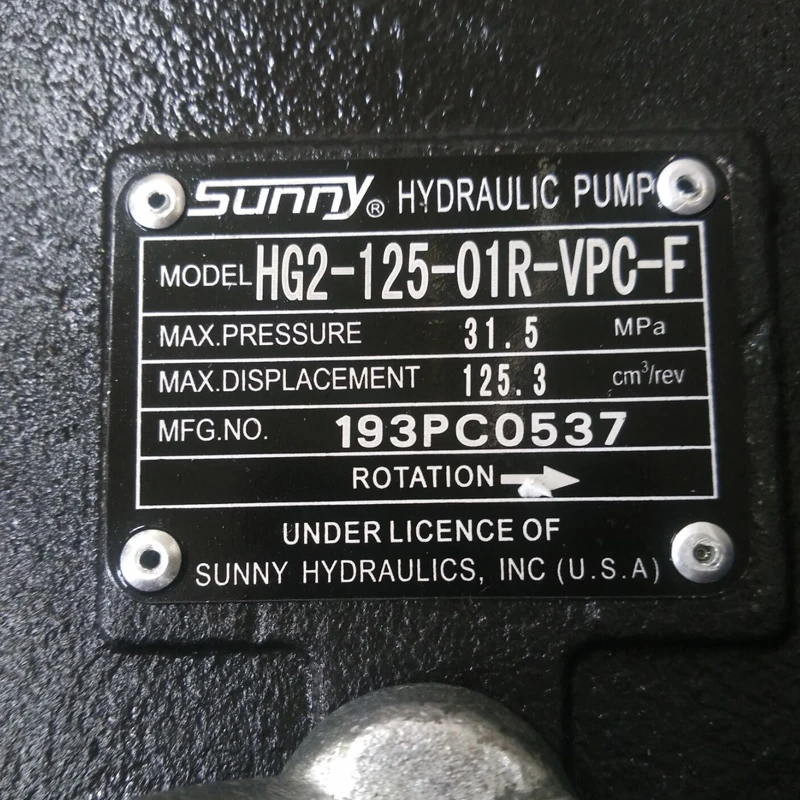 Sunny® HYDRAULIC PUMP
MODEL HG2-125-01R-VPC-F
MAX.PRESSURE 31.5 MPa
MAX.DISPLACEMENT 125.3 cm³/rev
MFG.NO. 193PC0537
ROTATION
UNDER LICENCE OF
SUNNY HYDRAULICS, INC (U.S.A)